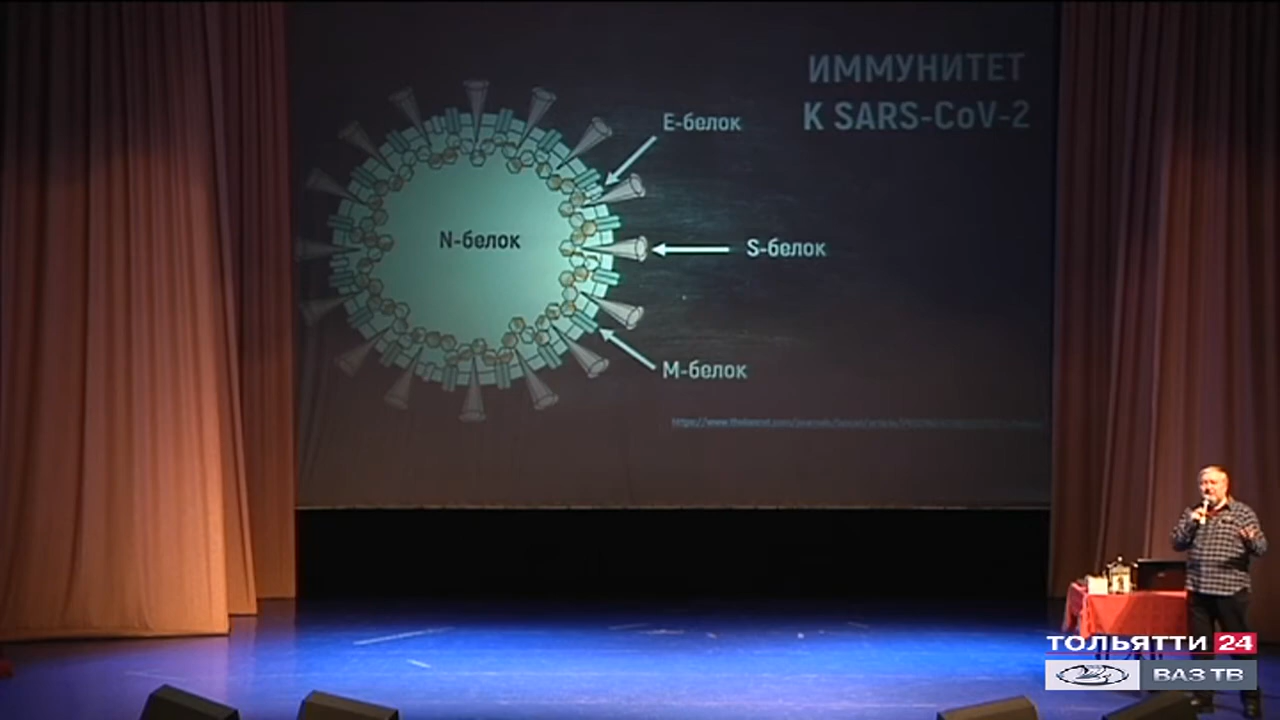 ИММУНИТЕТ
К SARS-CoV-2
E-белок
N-белок
S-белок
M-белок
ТОЛЬЯТТИ 24
ВАЗ ТВ